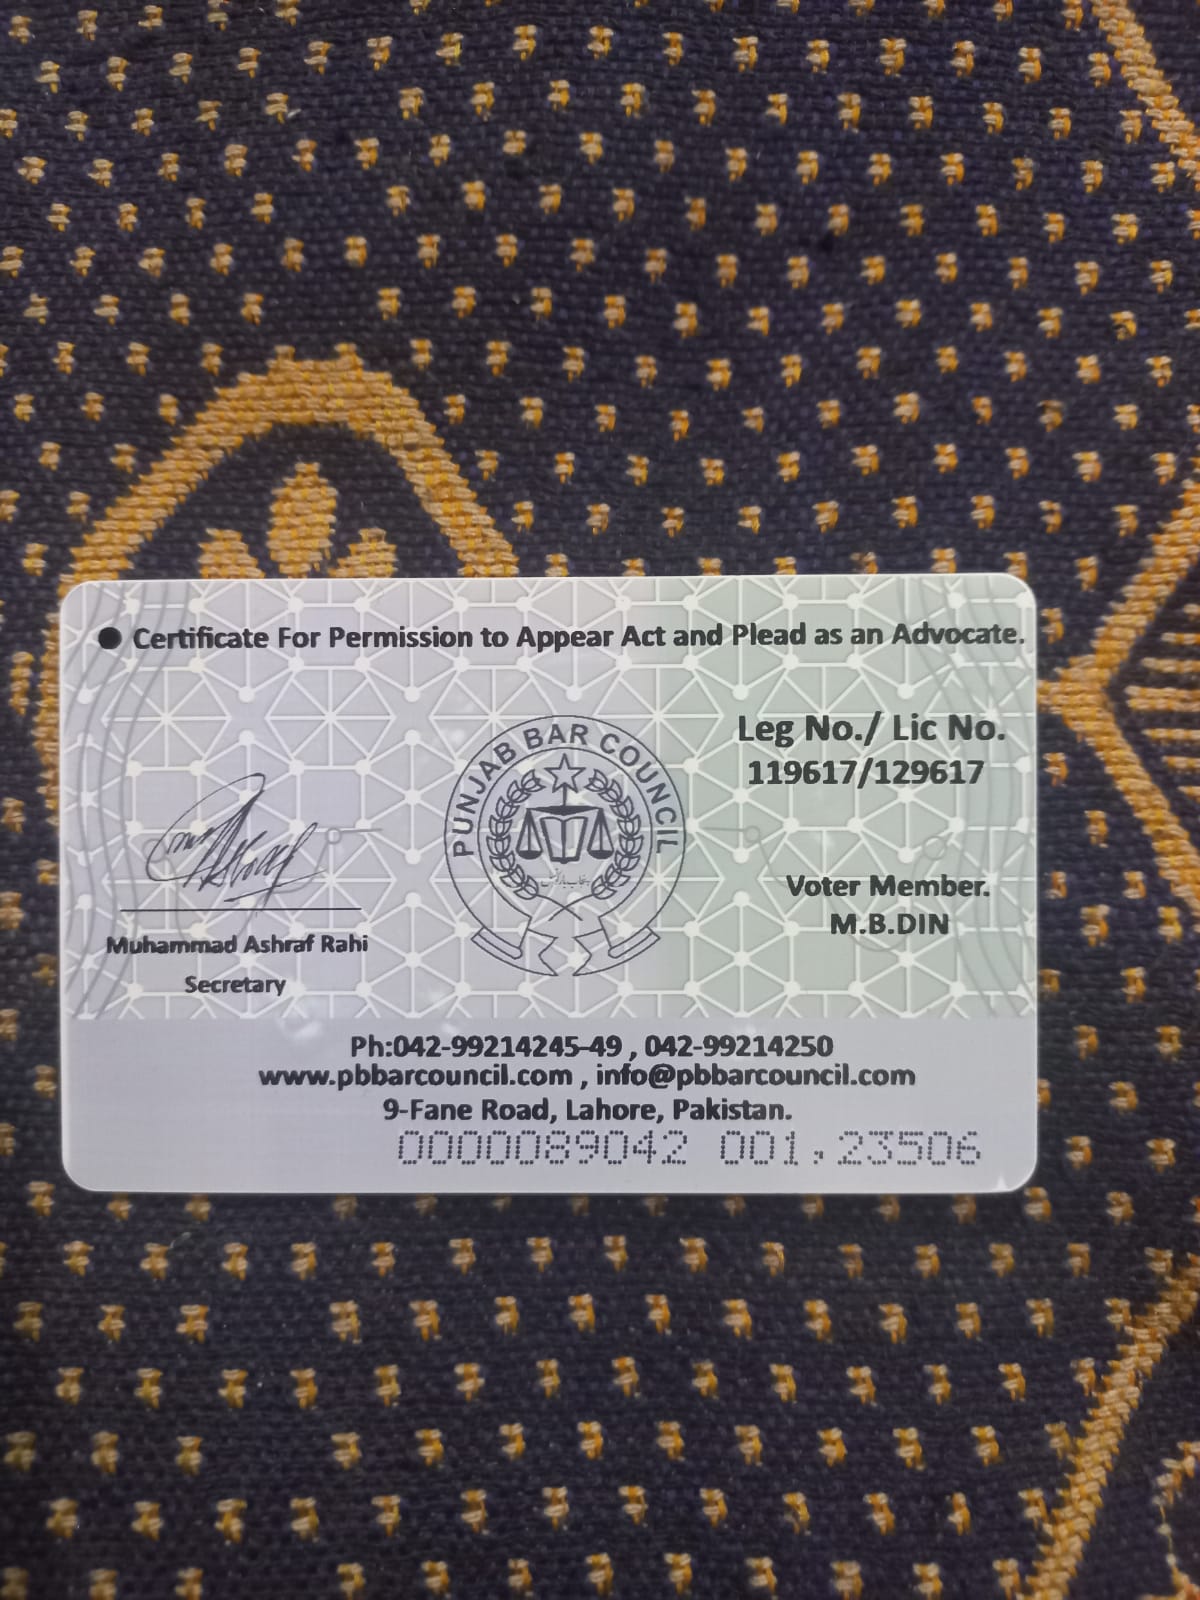 ● Certificate For Permission to Appear Act and Plead as an Advocate.
Leg No./ Lic No.
119617/129617
PUNJAB BAR COUNCIL
Voter Member.
M.B.DIN
Muhammad Ashraf Rahi
Secretary
Ph:042-99214245-49 , 042-99214250
www.pbbarcouncil.com , info@pbbarcouncil.com
9-Fane Road, Lahore, Pakistan.
0000089042 001,23506